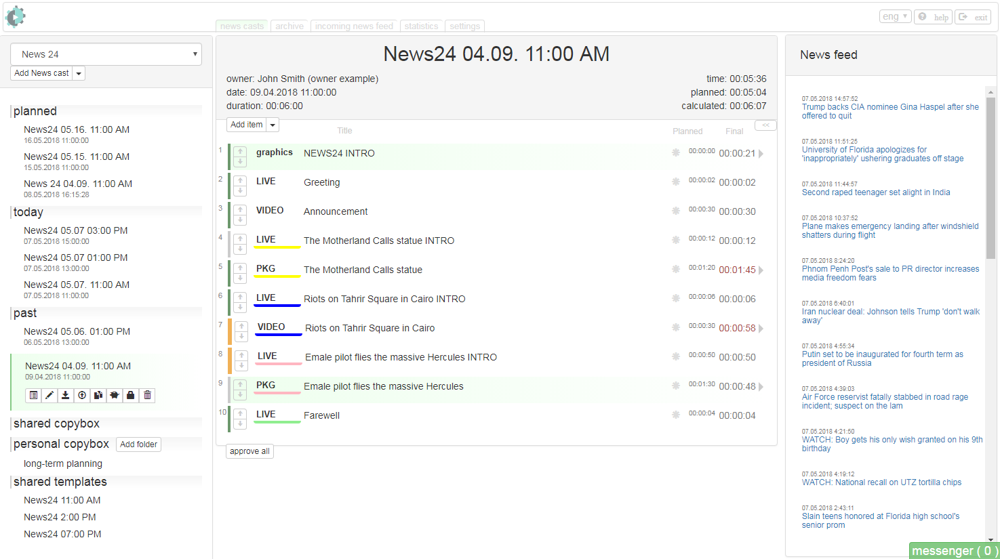 eng
help
exit
news casts
archive
incoming news feed
statistics
settings
News 24
Add News cast
planned
News24 05.16. 11:00 AM
16.05.2018 11:00:00
News24 05.15. 11:00 AM
15.05.2018 11:00:00
News 24 04.09. 11:00 AM
08.05.2018 16:15:28
today
News24 05.07 03:00 PM
07.05.2018 15:00:00
News24 05.07 01:00 PM
07.05.2018 13:00:00
News24 05.07. 11:00 AM
07.05.2018 11:00:00
past
News24 05.06. 01:00 PM
06.05.2018 13:00:00
News24 04.09. 11:00 AM
09.04.2018 11:00:00
shared copybox
personal copybox Add folder
long-term planning
shared templates
News24 11:00 AM
News24 2:00 PM
News24 07:00 PM
News24 04.09. 11:00 AM
owner: John Smith (owner example)
date: 09.04.2018 11:00:00
duration: 00:06:00
time: 00:05:36
planned: 00:05:04
calculated: 00:06:07
Add item
Title Planned Final <<
1 graphics NEWS24 INTRO 00:00:00 00:00:21
2 LIVE Greeting 00:00:02 00:00:02
3 VIDEO Announcement 00:00:30 00:00:30
4 LIVE The Motherland Calls statue INTRO 00:00:12 00:00:12
5 PKG The Motherland Calls statue 00:01:20 00:01:45
6 LIVE Riots on Tahrir Square in Cairo INTRO 00:00:06 00:00:06
7 VIDEO Riots on Tahrir Square in Cairo 00:00:30 00:00:58
8 LIVE Emale pilot flies the massive Hercules INTRO 00:00:50 00:00:50
9 PKG Emale pilot flies the massive Hercules 00:01:30 00:00:48
10 LIVE Farewell 00:00:04 00:00:04
approve all
News feed
07.05.2018 14:57:52
Trump backs CIA nominee Gina Haspel after she
offered to quit
07.05.2018 11:51:25
University of Florida apologizes for
'inappropriately' ushering graduates off stage
07.05.2018 11:44:57
Second raped teenager set alight in India
07.05.2018 10:37:52
Plane makes emergency landing after windshield
shatters during flight
07.05.2018 8:24:20
Phnom Penh Post's sale to PR director increases
media freedom fears
07.05.2018 6:40:01
Iran nuclear deal: Johnson tells Trump 'don't walk
away'
07.05.2018 4:55:34
Putin set to be inaugurated for fourth term as
president of Russia
07.05.2018 4:39:03
Air Force reservist fatally stabbed in road rage
incident; suspect on the lam
07.05.2018 4:21:50
WATCH: Boy gets his only wish granted on his 9th
birthday
07.05.2018 4:19:12
WATCH: National recall on UTZ tortilla chips
07.05.2018 2:43:11
Slain teens honored at Florida high school's
senior prom
messenger ( 0 )